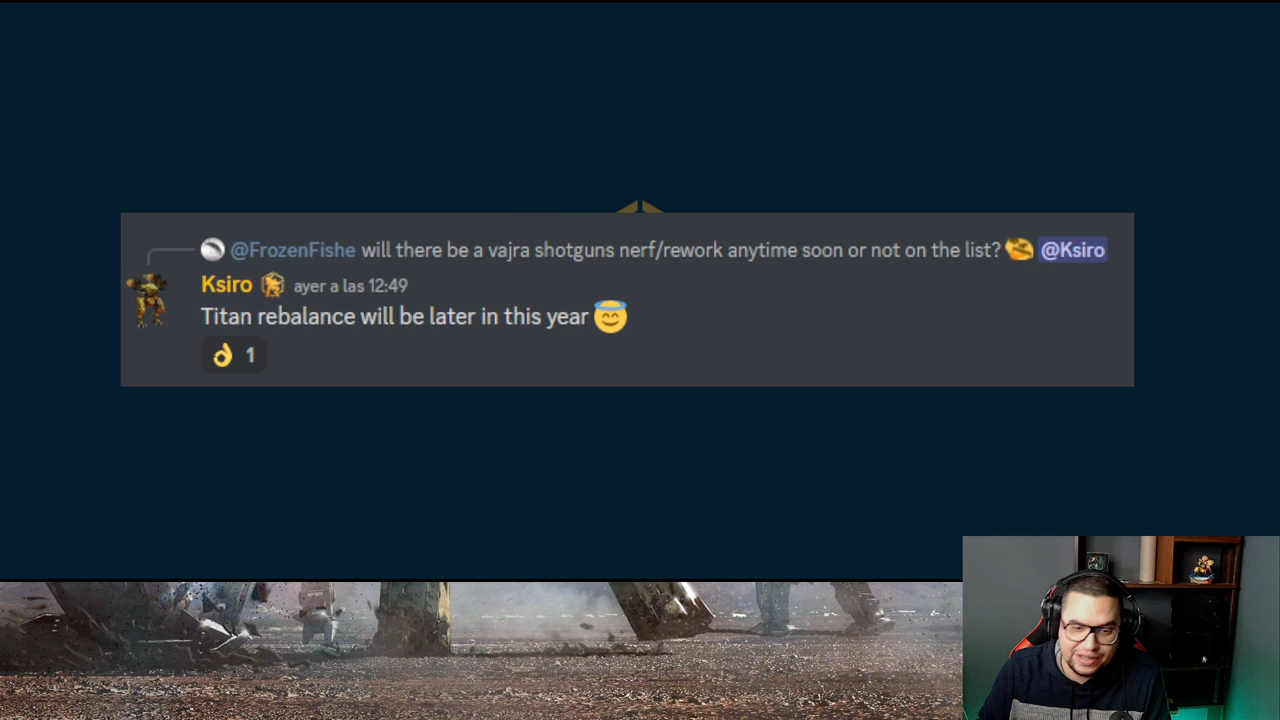 @FrozenFishe will there be a vajra shotguns nerf/rework anytime soon or not on the list? @Ksiro
Ksiro ayer a las 12:49
Titan rebalance will be later in this year
1